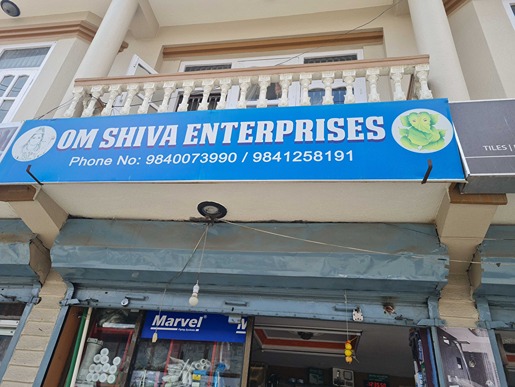 OM SHIVA ENTERPRISES
Phone No: 9840073990 / 9841258191
TILES |
Marvel
M